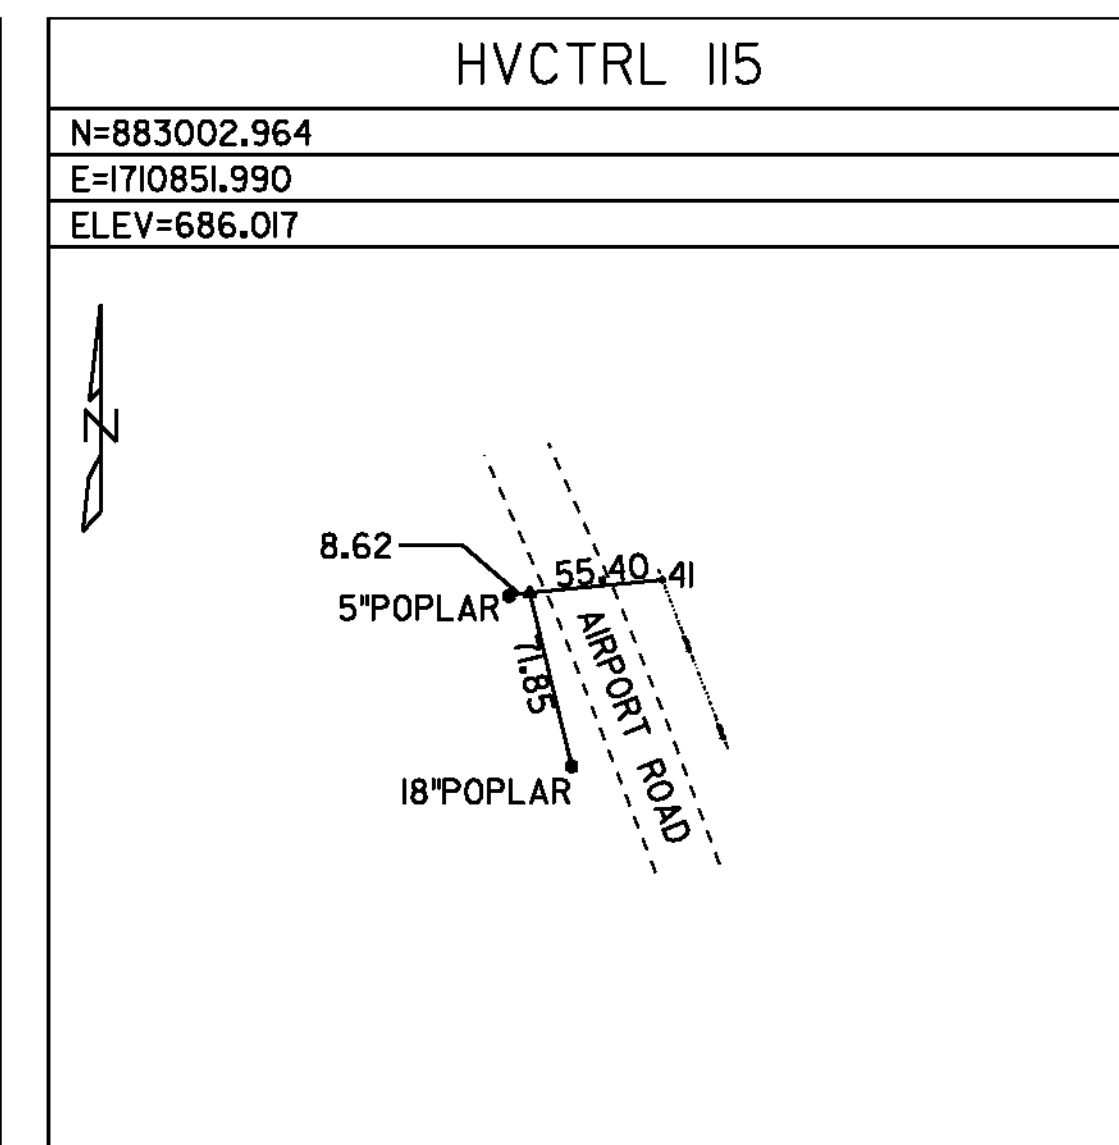 HVCTRL 115
N=883002.964
E=1710851.990
ELEV=686.017
N
8.62
55.40
41
5"POPLAR
71.85
AIRPORT ROAD
18"POPLAR